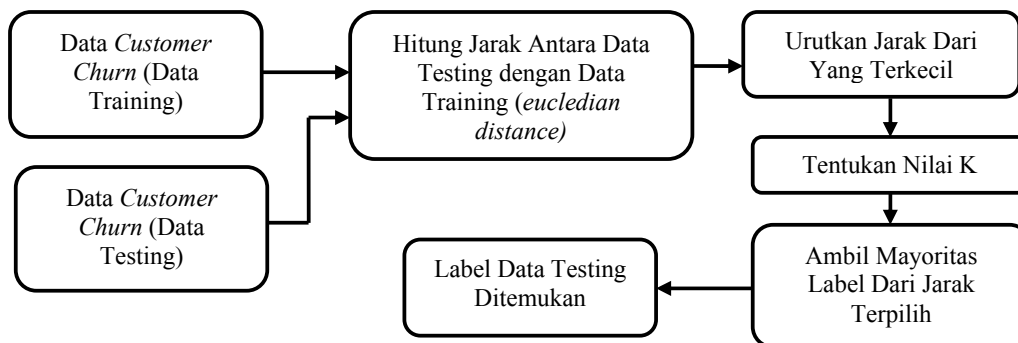 Data Customer
Churn (Data
Training)
Hitung Jarak Antara Data
Testing dengan Data
Training (eucledian
distance)
Urutkan Jarak Dari
Yang Terkecil
Data Customer
Churn (Data
Testing)
Tentukan Nilai K
Ambil Mayoritas
Label Dari Jarak
Terpilih
Label Data Testing
Ditemukan